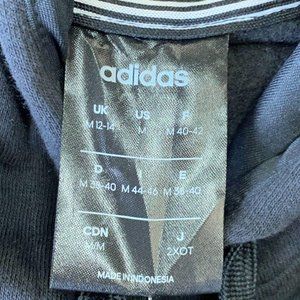 adidas
UK US F
M 12-14 M M 40-42
D I E
M 38-40 M 44-46 M 38-40
CDN J
M/M 2XOT
MADE IN INDONESIA